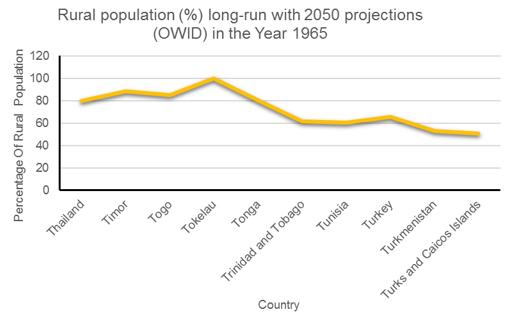 Rural population (%) long-run with 2050 projections
(OWID) in the Year 1965
Percentage Of Rural Population
120
100
80
60
40
20
0
Thailand
Timor
Togo
Tokelau
Tonga
Trinidad and Tobago
Tunisia
Turkey
Turkmenistan
Turks and Caicos Islands
Country